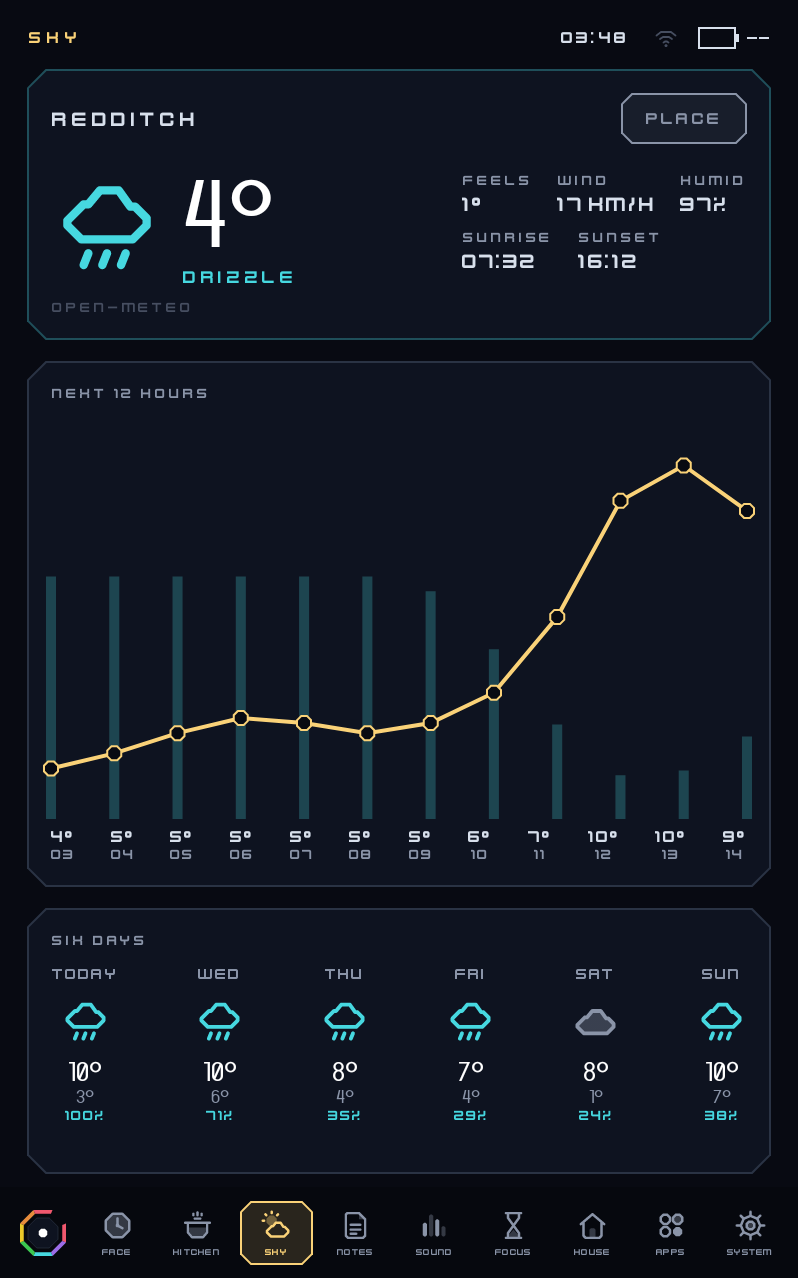 SKY 03:48 --
REDDITCH PLACE
4°
DRIZZLE
OPEN-METEO
FEELS WIND HUMID
1° 17 KM/H 97%
SUNRISE SUNSET
07:32 16:12
NEXT 12 HOURS
4° 5° 5° 5° 5° 5° 5° 6° 7° 10° 10° 9°
03 04 05 06 07 08 09 10 11 12 13 14
SIX DAYS
TODAY WED THU FRI SAT SUN
10° 10° 8° 7° 8° 10°
3° 6° 4° 4° 1° 7°
100% 71% 35% 29% 24% 38%
FACE KITCHEN SKY NOTES SOUND FOCUS HOUSE APPS SYSTEM